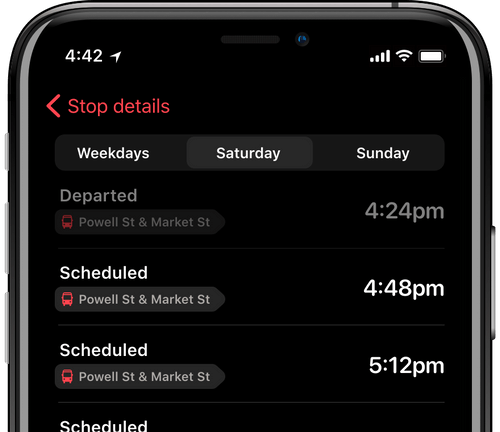 4:42
Stop details
Weekdays Saturday Sunday
Departed
Powell St & Market St
4:24pm
Scheduled
Powell St & Market St
4:48pm
Scheduled
Powell St & Market St
5:12pm
Scheduled